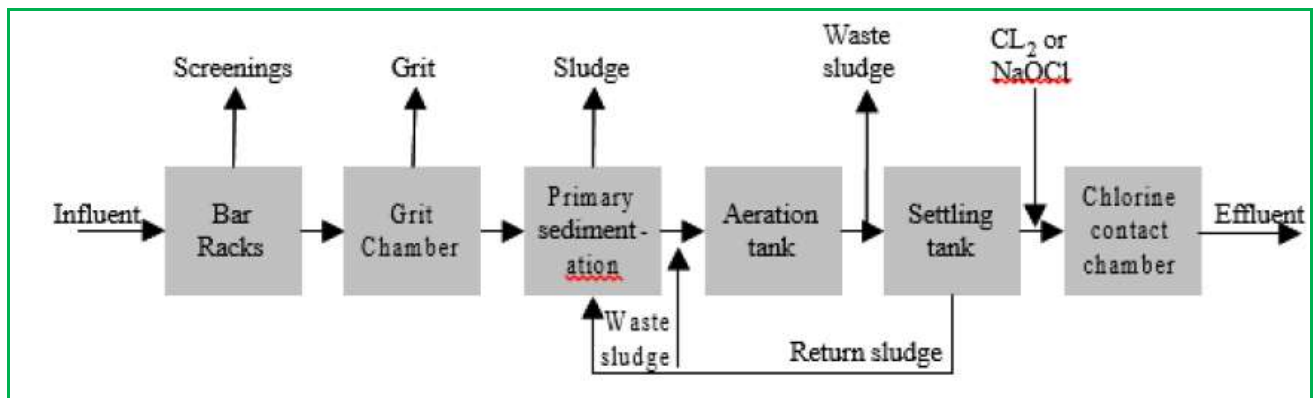 Screenings
Grit
Sludge
Waste
sludge
CL2 or
NaOCl
Influent
Bar
Racks
Grit
Chamber
Primary
sediment-
ation
Aeration
tank
Settling
tank
Chlorine
contact
chamber
Effluent
Waste
sludge
Return sludge